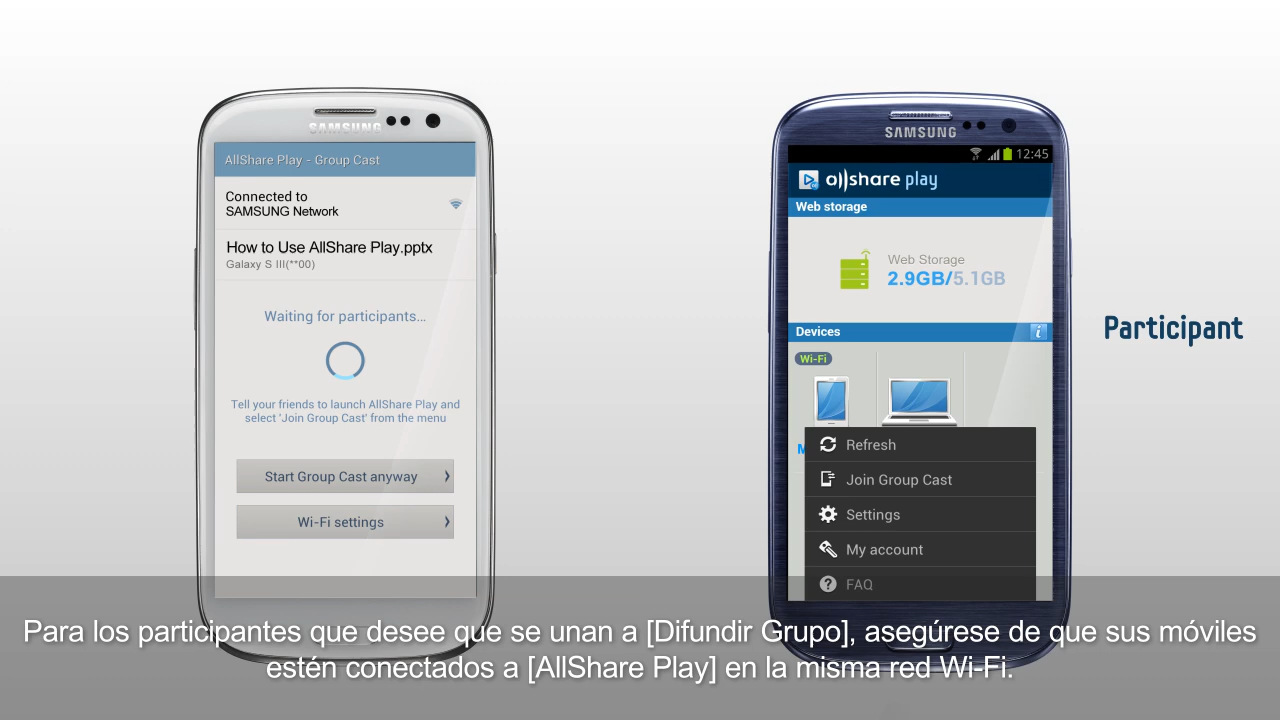 SAMSUNG
AllShare Play - Group Cast
Connected to
SAMSUNG Network
How to Use AllShare Play.pptx
Galaxy S III(**00)
Waiting for participants...
Tell your friends to launch AllShare Play and
select 'Join Group Cast' from the menu
Start Group Cast anyway
Wi-Fi settings
SAMSUNG
12:45
allshare play
Web storage
Web Storage
2.9GB/5.1GB
Devices
Wi-Fi
Refresh
Join Group Cast
Settings
My account
FAQ
Participant
Para los participantes que desee que se unan a [Difundir Grupo], asegúrese de que sus móviles
estén conectados a [AllShare Play] en la misma red Wi-Fi.